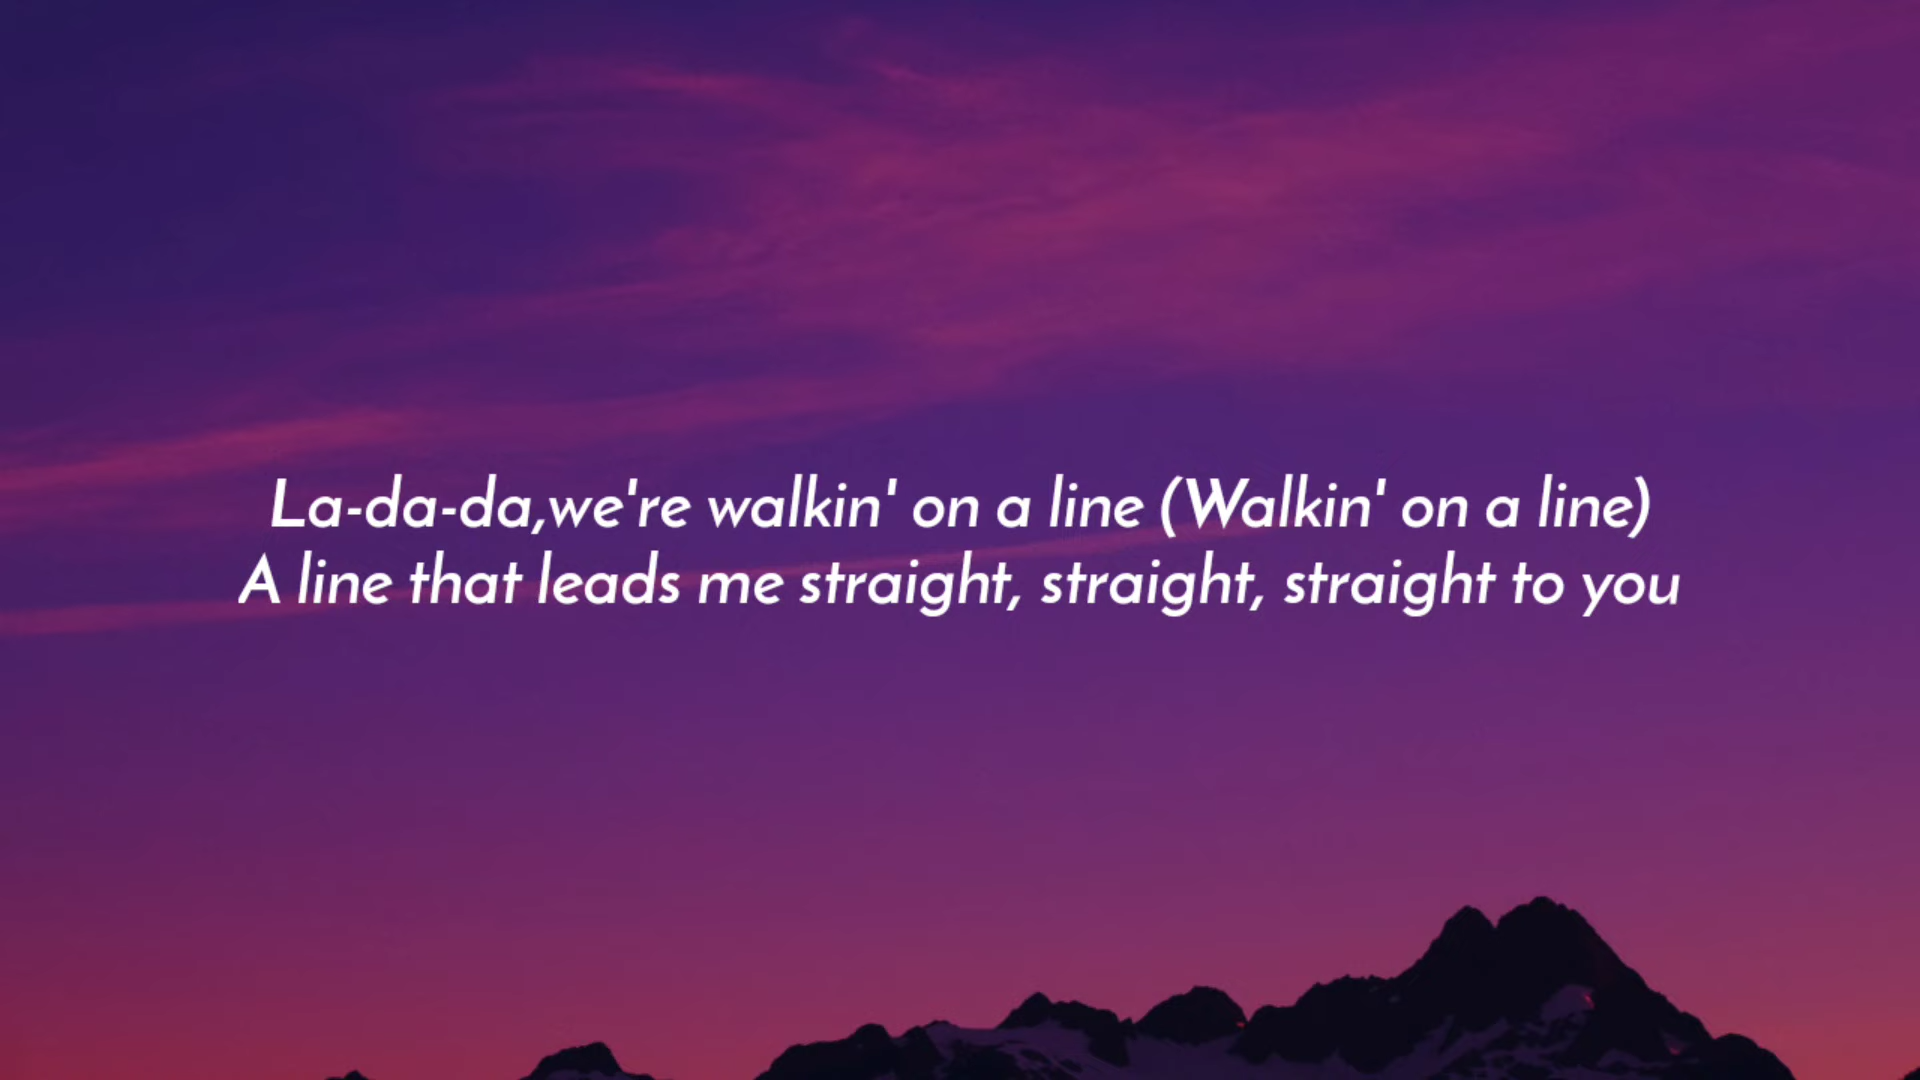 La-da-da,we're walkin' on a line (Walkin' on a line)
A line that leads me straight, straight, straight to you